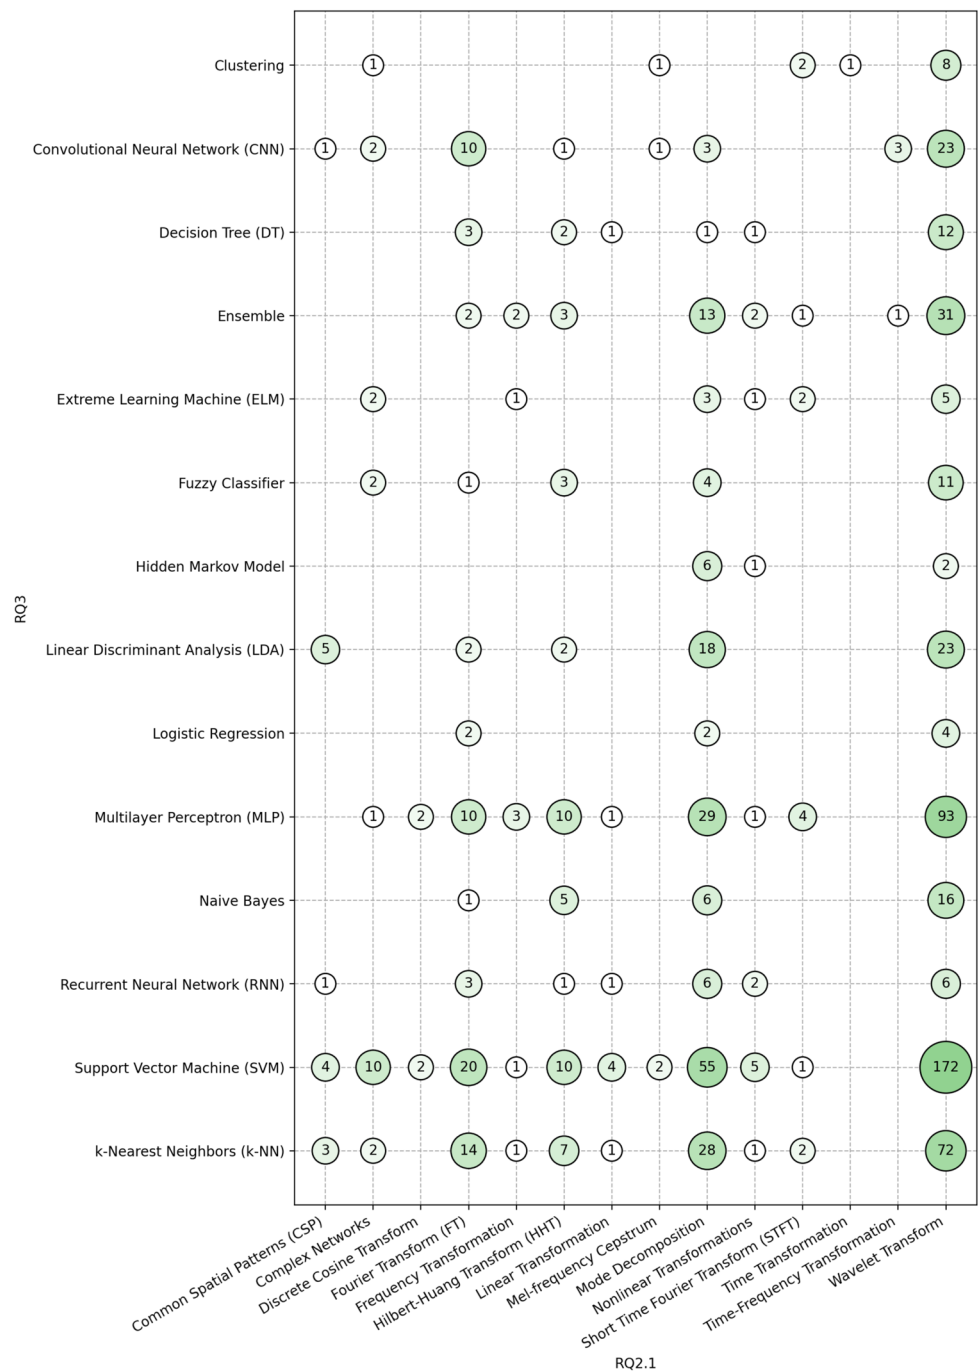 Clustering 1 1 2 1 8
Convolutional Neural Network (CNN) 1 2 10 1 1 3 3 23
Decision Tree (DT) 3 2 1 1 1 12
Ensemble 2 2 3 13 2 1 1 31
Extreme Learning Machine (ELM) 2 1 3 1 2 5
Fuzzy Classifier 2 1 3 4 11
Hidden Markov Model 6 1 2
RQ3
Linear Discriminant Analysis (LDA) 5 2 2 18 23
Logistic Regression 2 2 4
Multilayer Perceptron (MLP) 1 2 10 3 10 1 29 1 4 93
Naive Bayes 1 5 6 16
Recurrent Neural Network (RNN) 1 3 1 1 6 2 6
Support Vector Machine (SVM) 4 10 2 20 1 10 4 2 55 5 1 172
k-Nearest Neighbors (k-NN) 3 2 14 1 7 1 28 1 2 72
Common Spatial Patterns (CSP)
Complex Networks
Discrete Cosine Transform
Fourier Transform (FT)
Frequency Transformation
Hilbert-Huang Transform (HHT)
Linear Transformation
Mel-frequency Cepstrum
Mode Decomposition
Nonlinear Transformations
Short Time Fourier Transform (STFT)
Time Transformation
Time-Frequency Transformation
Wavelet Transform
RQ2.1